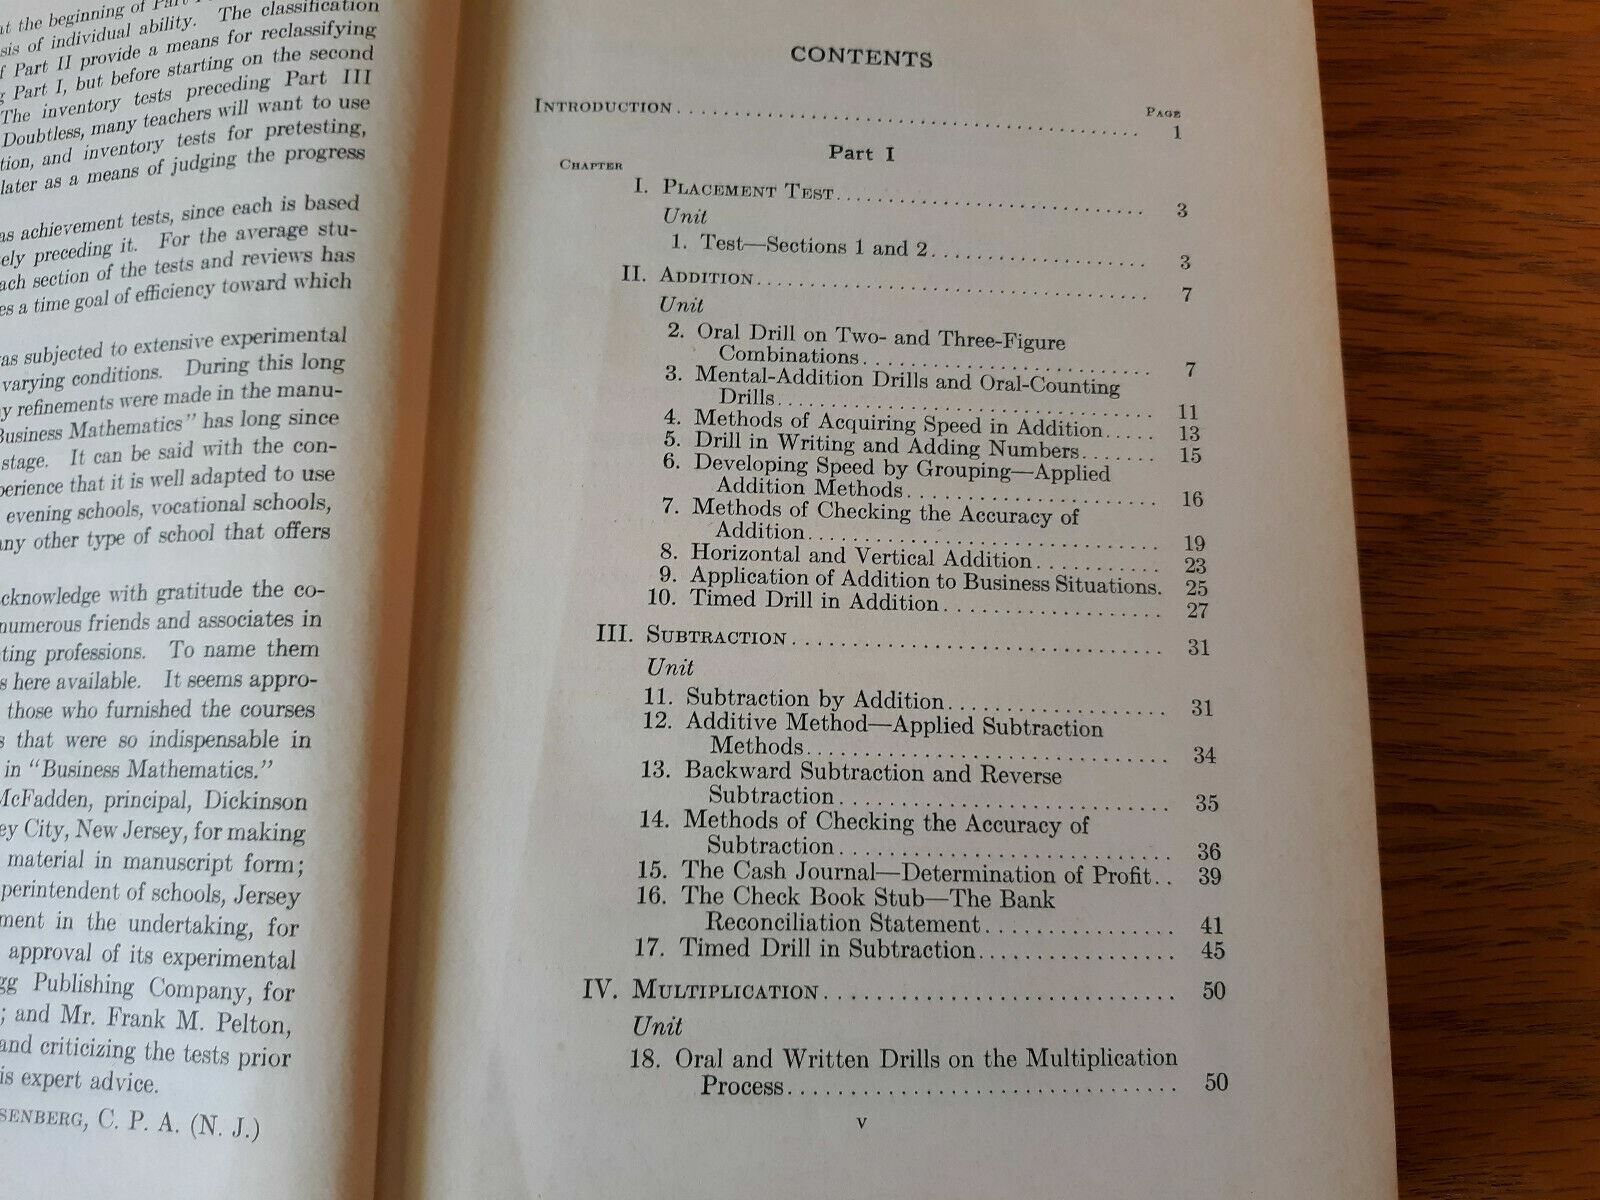 at the beginning of Part
sis of individual ability. The classification
f Part II provide a means for reclassifying
g Part I, but before starting on the second
The inventory tests preceding Part III
Doubtless, many teachers will want to use
tion, and inventory tests for pretesting,
later as a means of judging the progress
as achievement tests, since each is based
ely preceding it. For the average stu-
ach section of the tests and reviews has
es a time goal of efficiency toward which
as subjected to extensive experimental
varying conditions. During this long
y refinements were made in the manu-
Business Mathematics" has long since
stage. It can be said with the con-
perience that it is well adapted to use
evening schools, vocational schools,
any other type of school that offers
cknowledge with gratitude the co-
numerous friends and associates in
ting professions. To name them
s here available. It seems appro-
those who furnished the courses
s that were so indispensable in
in "Business Mathematics."
McFadden, principal, Dickinson
ey City, New Jersey, for making
material in manuscript form;
perintendent of schools, Jersey
ment in the undertaking, for
approval of its experimental
gg Publishing Company, for
; and Mr. Frank M. Pelton,
and criticizing the tests prior
is expert advice.
SENBERG, C. P. A. (N. J.)
CONTENTS
PAGE
INTRODUCTION 1
Part I
CHAPTER
I. PLACEMENT TEST 3
Unit
1. Test—Sections 1 and 2 3
II. ADDITION 7
Unit
2. Oral Drill on Two- and Three-Figure
Combinations 7
3. Mental-Addition Drills and Oral-Counting
Drills 11
4. Methods of Acquiring Speed in Addition 13
5. Drill in Writing and Adding Numbers 15
6. Developing Speed by Grouping—Applied
Addition Methods 16
7. Methods of Checking the Accuracy of
Addition 19
8. Horizontal and Vertical Addition 23
9. Application of Addition to Business Situations. 25
10. Timed Drill in Addition 27
III. SUBTRACTION 31
Unit
11. Subtraction by Addition 31
12. Additive Method—Applied Subtraction
Methods 34
13. Backward Subtraction and Reverse
Subtraction 35
14. Methods of Checking the Accuracy of
Subtraction 36
15. The Cash Journal—Determination of Profit.. 39
16. The Check Book Stub—The Bank
Reconciliation Statement 41
17. Timed Drill in Subtraction 45
IV. MULTIPLICATION 50
Unit
18. Oral and Written Drills on the Multiplication
Process 50
v